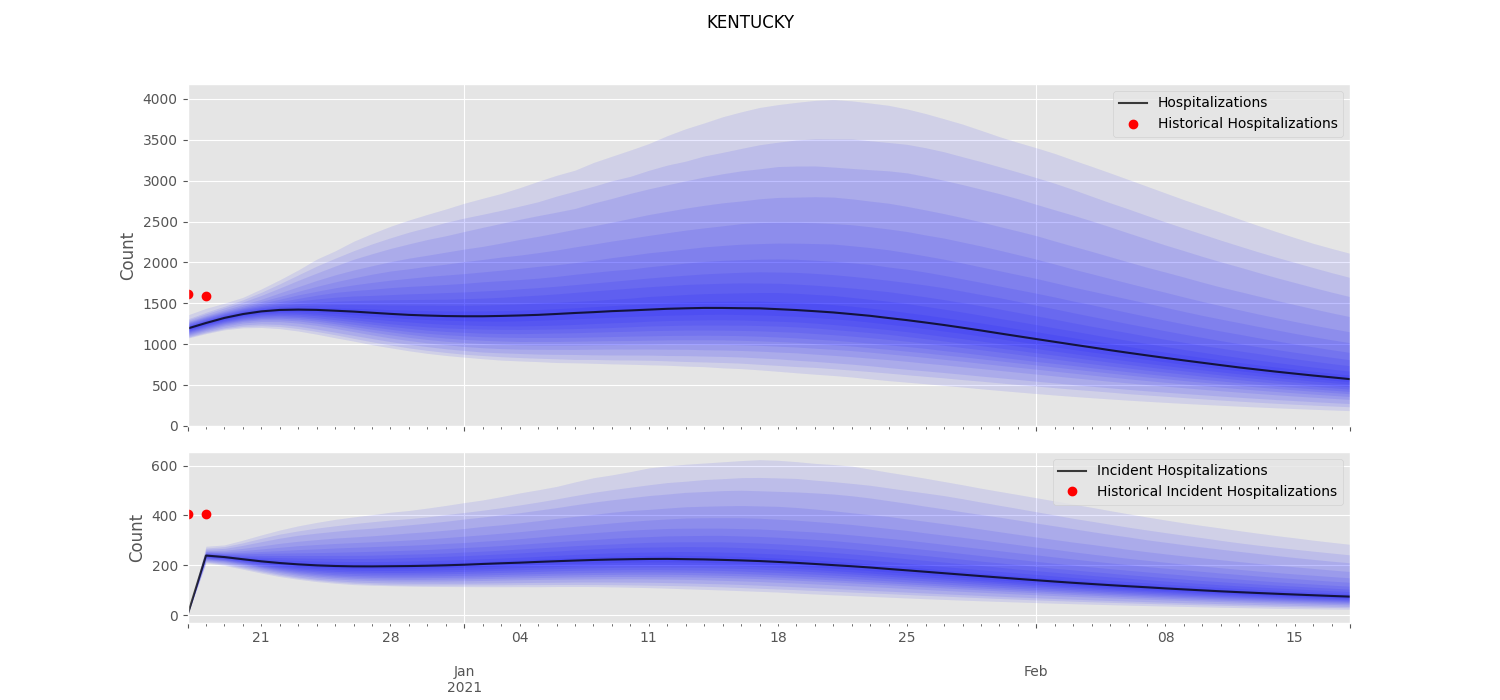 KENTUCKY
Hospitalizations
Historical Hospitalizations
Count
4000
3500
3000
2500
2000
1500
1000
500
0
Incident Hospitalizations
Historical Incident Hospitalizations
Count
600
400
200
0
21 28 04 11 18 25 08 15
Jan Feb
2021